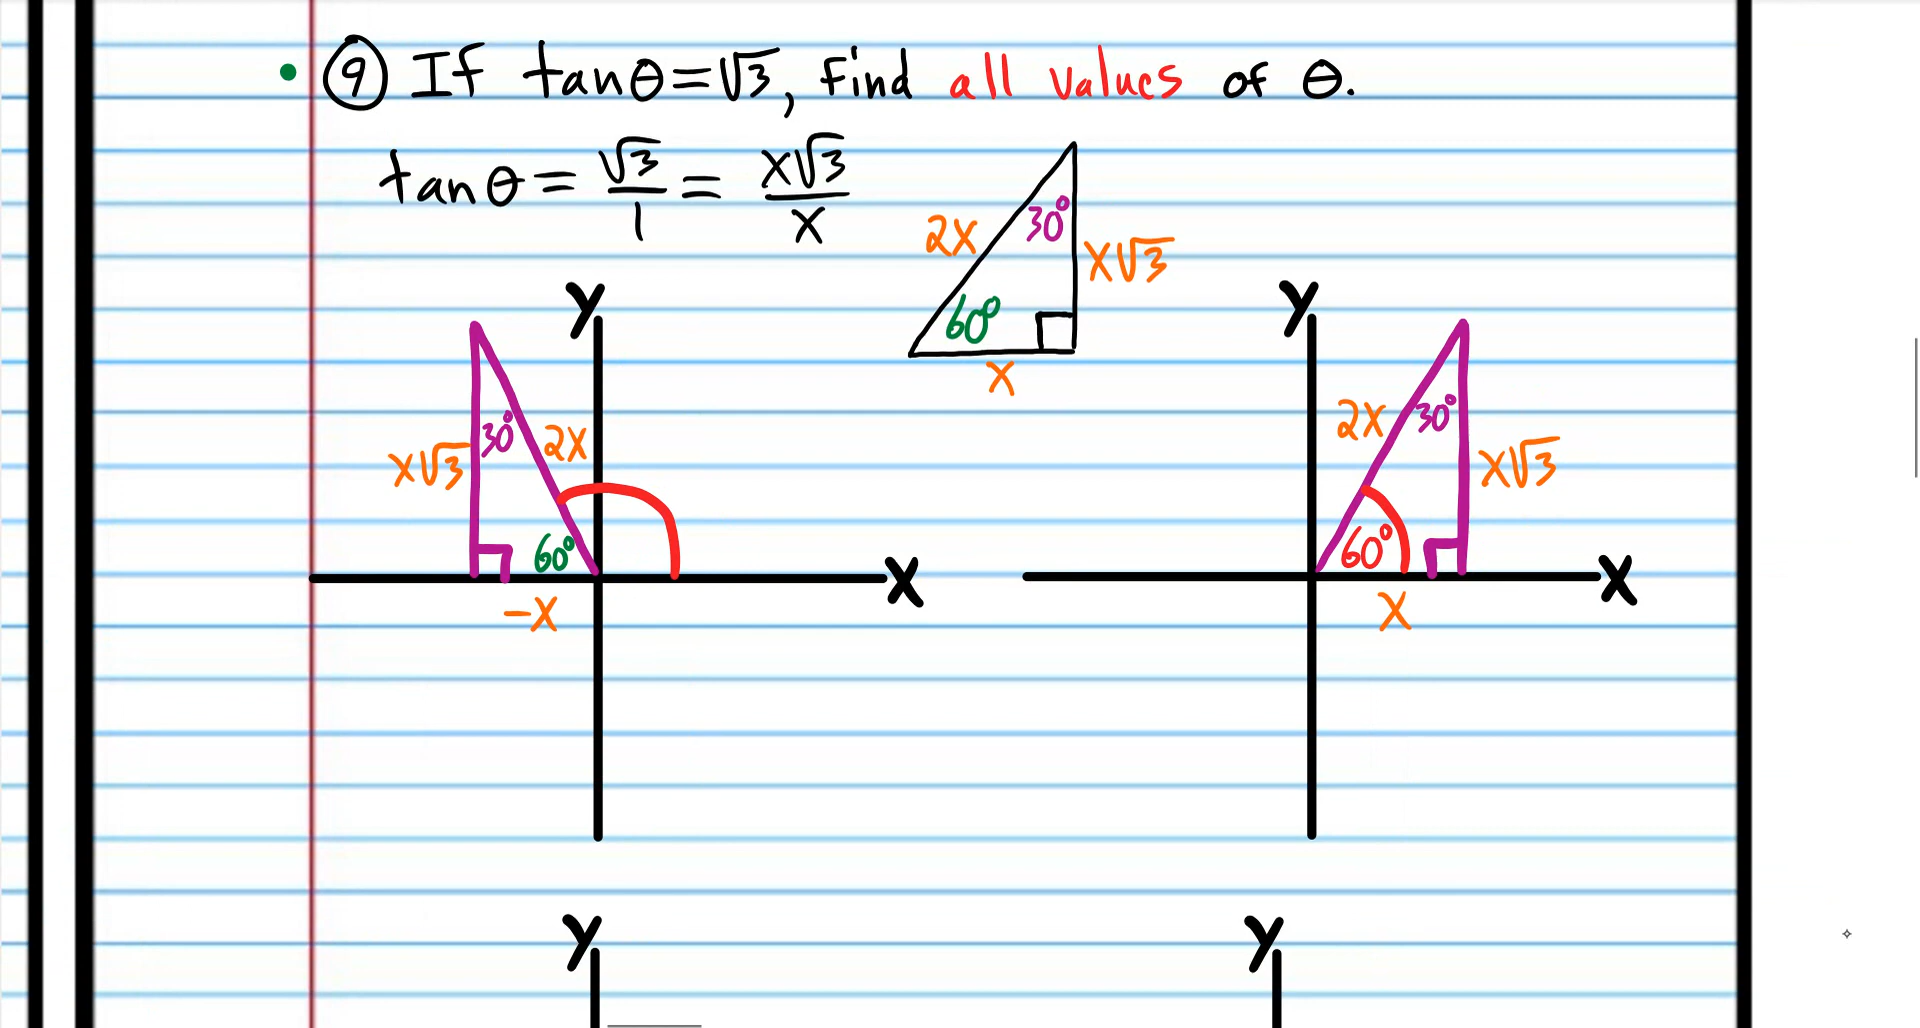 ⑨ If tanθ=√3, find all values of θ.
tanθ = √3/1 = x√3/x
2x
30°
x√3
60°
x
y
x√3
30°
2x
60°
-x
x
y
2x
30°
x√3
60°
x
x
y
y